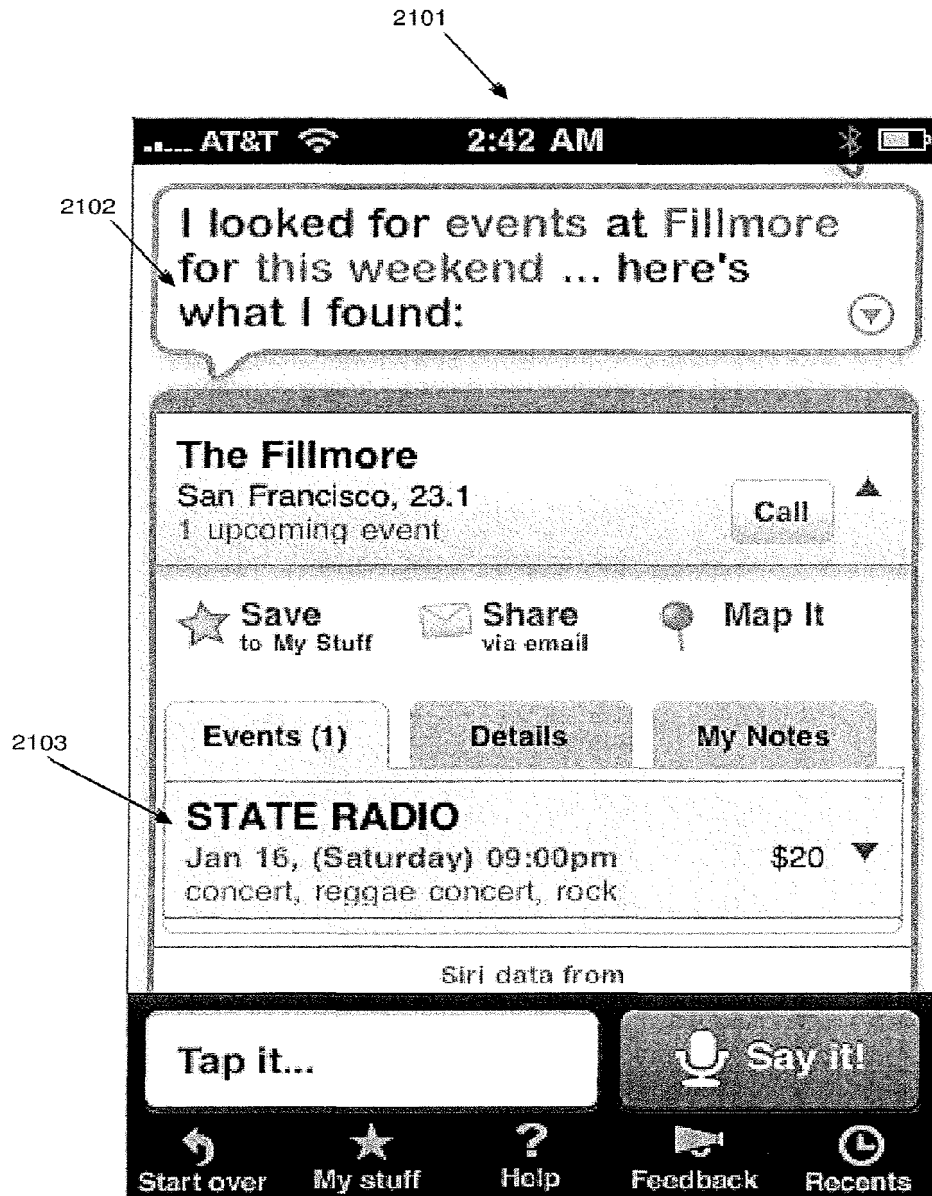 2101
AT&T 2:42 AM
2102
I looked for events at Fillmore
for this weekend ... here's
what I found:
The Fillmore
San Francisco, 23.1
1 upcoming event
Call
Save
to My Stuff
Share
via email
Map It
2103
Events (1) Details My Notes
STATE RADIO
Jan 16, (Saturday) 09:00pm $20
concert, reggae concert, rock
Siri data from
Tap it... Say it!
Start over My stuff Help Feedback Recents